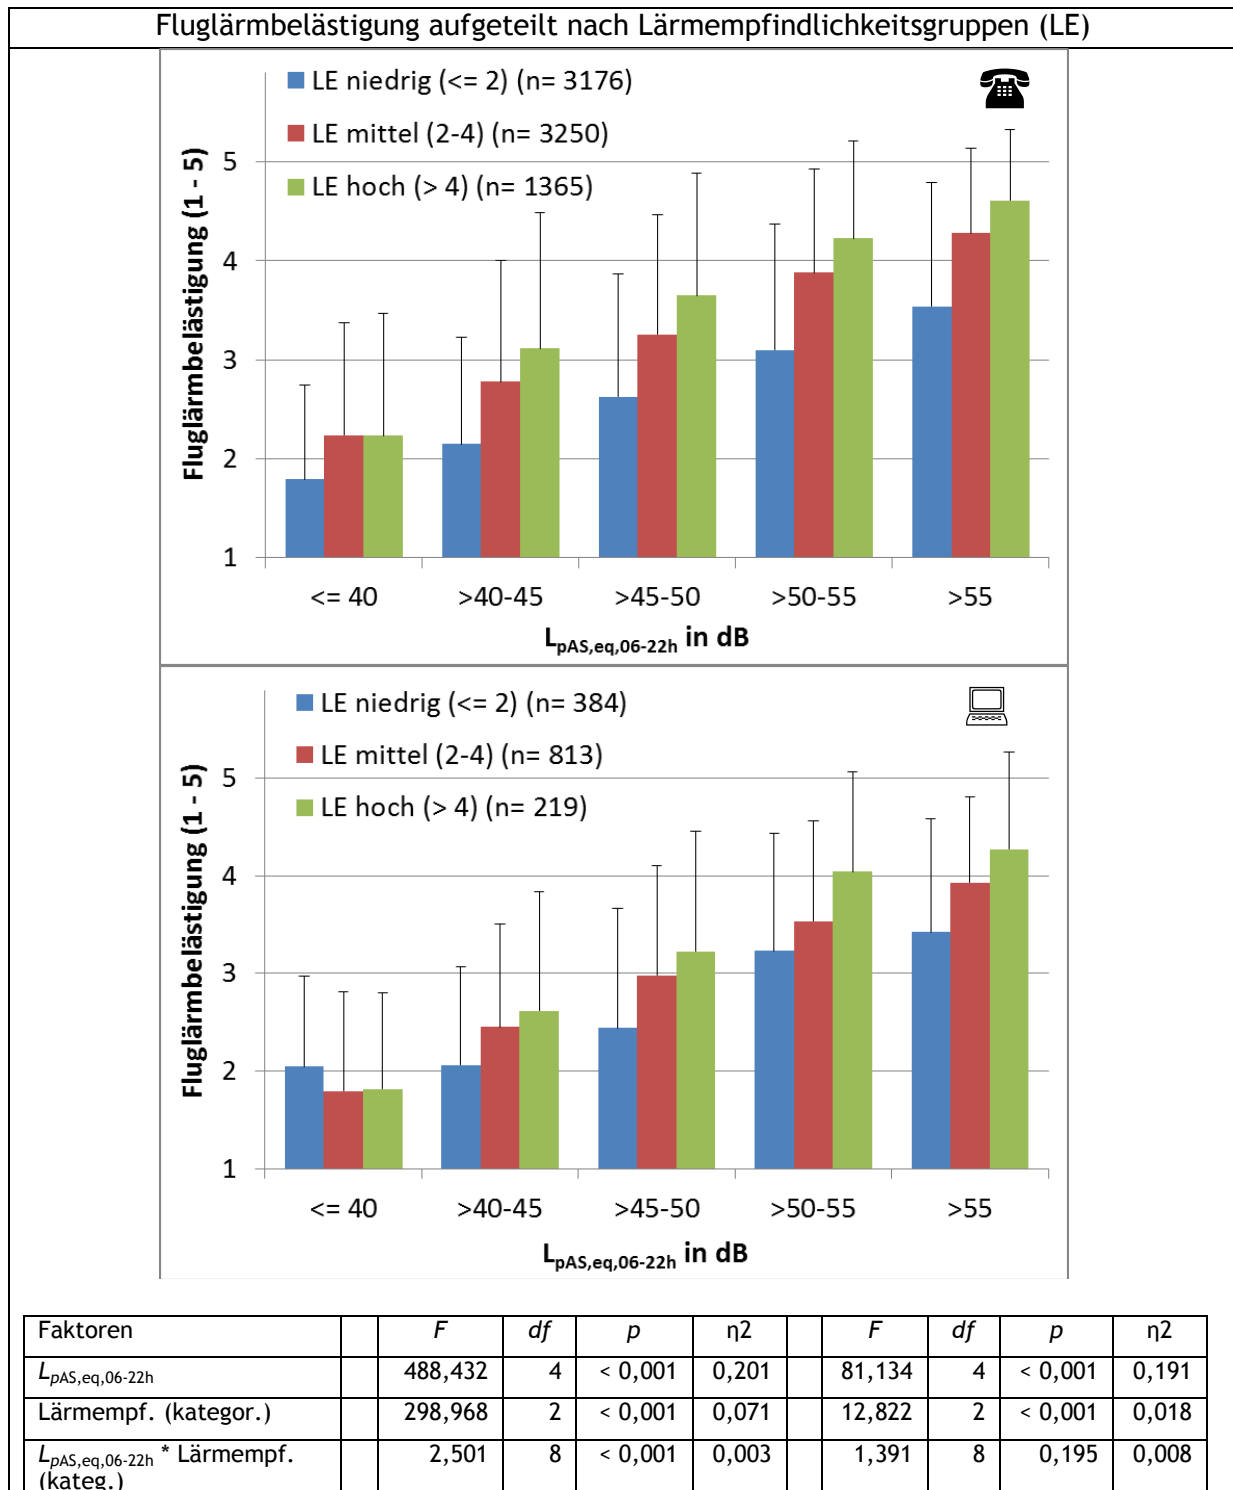 Fluglärmbelästigung aufgeteilt nach Lärmempfindlichkeitsgruppen (LE)
LE niedrig (<= 2) (n= 3176)
LE mittel (2-4) (n= 3250)
LE hoch (> 4) (n= 1365)
Fluglärmbelästigung (1 - 5)
5
4
3
2
1
<= 40 >40-45 >45-50 >50-55 >55
LpAS,eq,06-22h in dB
LE niedrig (<= 2) (n= 384)
LE mittel (2-4) (n= 813)
LE hoch (> 4) (n= 219)
Fluglärmbelästigung (1 - 5)
5
4
3
2
1
<= 40 >40-45 >45-50 >50-55 >55
LpAS,eq,06-22h in dB
Faktoren F df p η2 F df p η2
LpAS,eq,06-22h 488,432 4 < 0,001 0,201 81,134 4 < 0,001 0,191
Lärmempf. (kategor.) 298,968 2 < 0,001 0,071 12,822 2 < 0,001 0,018
LpAS,eq,06-22h * Lärmempf. 2,501 8 < 0,001 0,003 1,391 8 0,195 0,008
(kateg.)